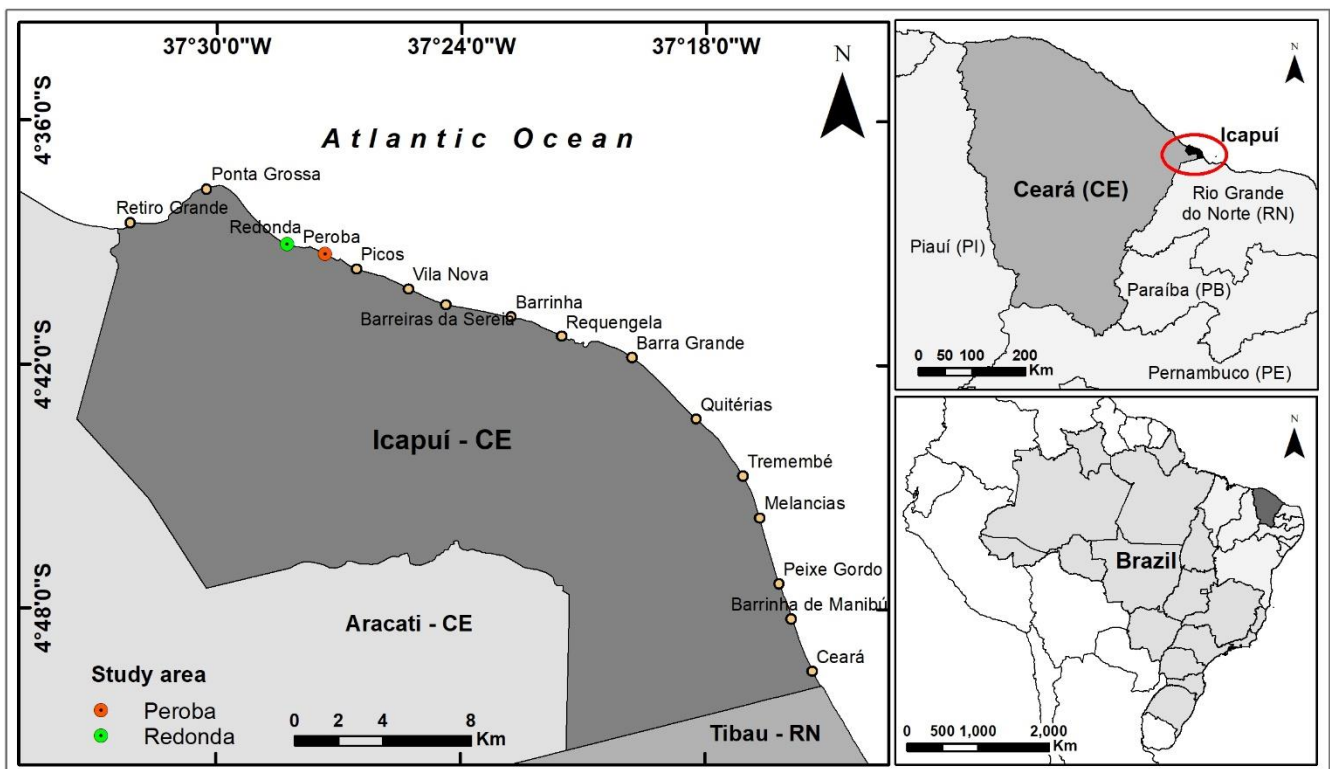 37°30'0"W
37°24'0"W
37°18'0"W
4°36'0"S
4°42'0"S
4°48'0"S
N
Atlantic Ocean
Ponta Grossa
Retiro Grande
Redonda
Peroba
Picos
Vila Nova
Barreiras da Sereia
Barrinha
Requengela
Barra Grande
Quitérias
Tremembé
Melancias
Peixe Gordo
Barrinha de Manibú
Ceará
Icapuí - CE
Aracati - CE
Tibau - RN
Study area
Peroba
Redonda
0 2 4 8
Km
N
Icapuí
Ceará (CE)
Rio Grande
do Norte (RN)
Piauí (PI)
Paraíba (PB)
Pernambuco (PE)
0 50 100 200
Km
N
Brazil
0 500 1,000 2,000
Km